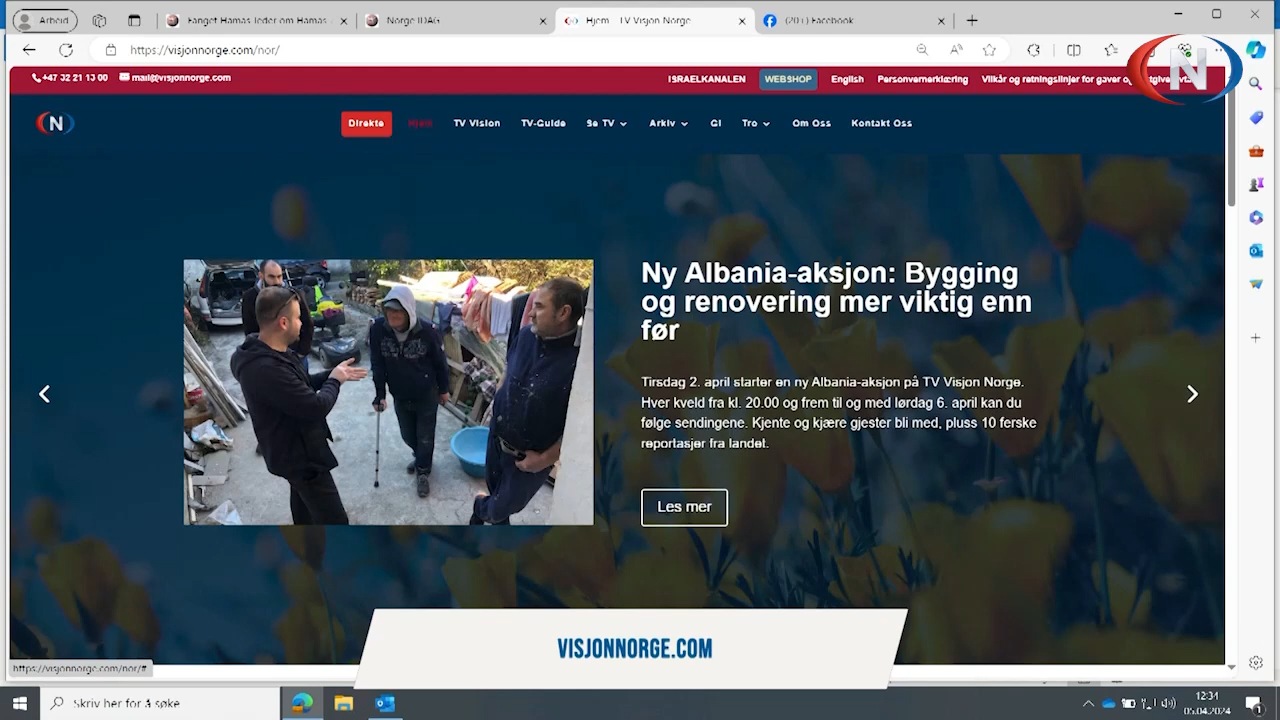 Arbeid
Fanget Hamas-leder om Hamas
Norge IDAG
Hjem - TV Visjon Norge
(20+) Facebook
https://visjonnorge.com/nor/
+47 32 21 13 00 mail@visjonnorge.com
ISRAELKANALEN WEBSHOP English Personvernerklæring Vilkår og retningslinjer for gaver og
N
N Direkte Hjem TV Vision TV-Guide Se TV Arkiv Gi Tro Om Oss Kontakt Oss
Ny Albania-aksjon: Bygging
og renovering mer viktig enn
før
Tirsdag 2. april starter en ny Albania-aksjon på TV Visjon Norge.
Hver kveld fra kl. 20.00 og frem til og med lørdag 6. april kan du
følge sendingene. Kjente og kjære gjester bli med, pluss 10 ferske
reportasjer fra landet.
Les mer
VISJONNORGE.COM
https://visjonnorge.com/nor/#
Skriv her for å søke
12:31
05.04.2024